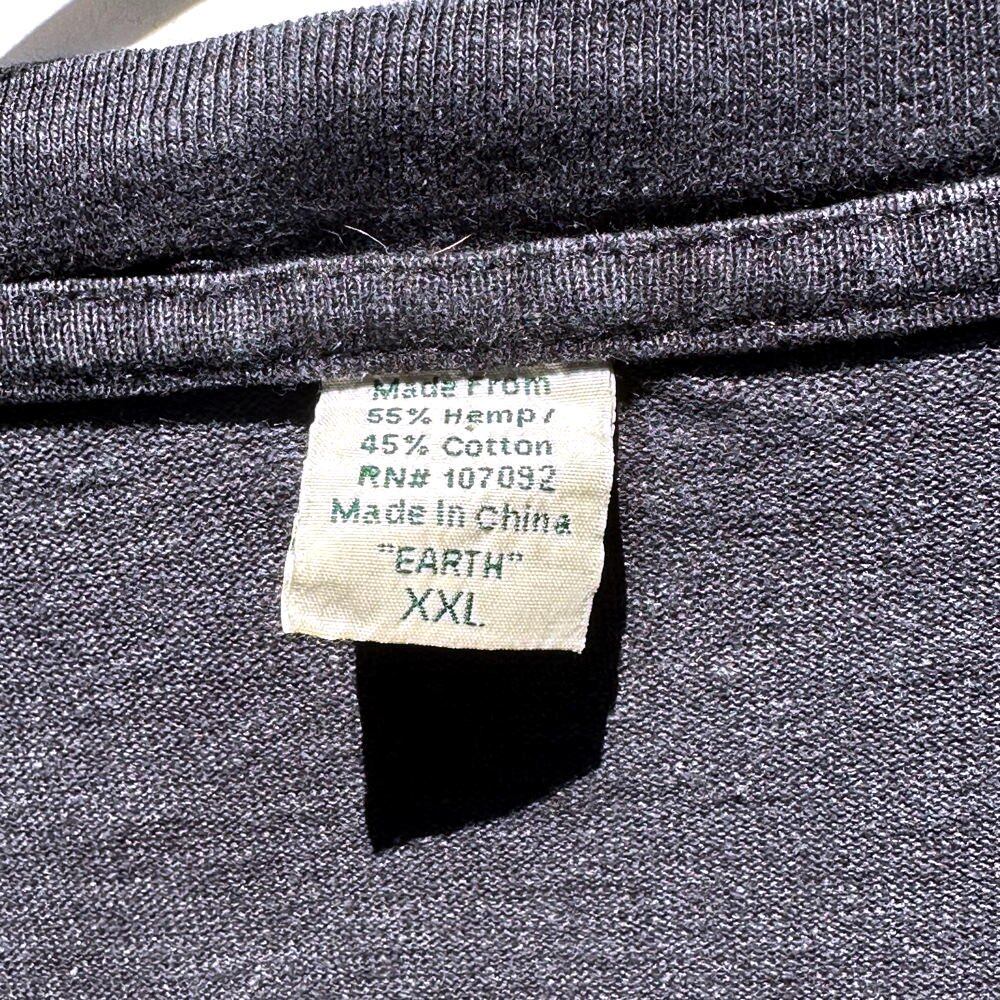 Made From
55% Hemp/
45% Cotton
RN# 107092
Made In China
"EARTH"
XXL